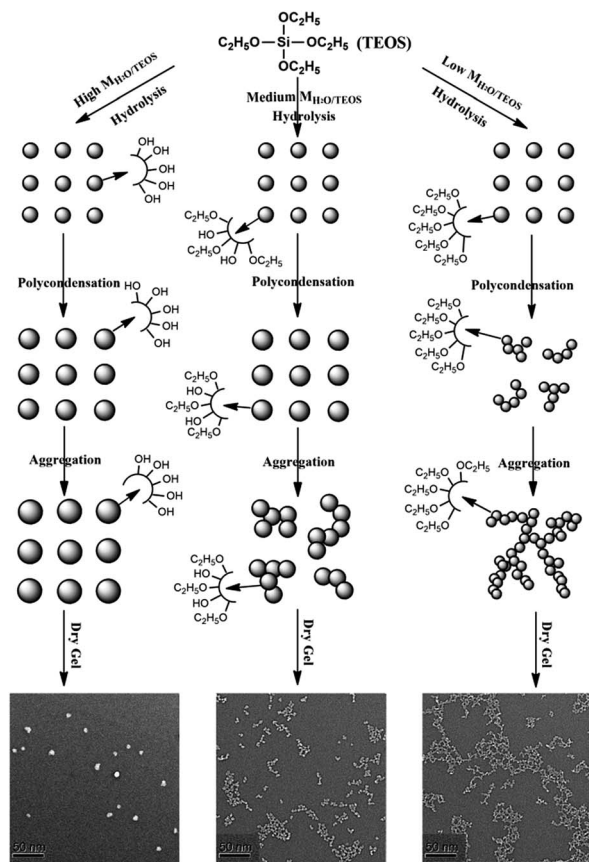 OC₂H₅
C₂H₅O—Si—OC₂H₅ (TEOS)
OC₂H₅
High M_H₂O/TEOS
Hydrolysis
Medium M_H₂O/TEOS
Hydrolysis
Low M_H₂O/TEOS
Hydrolysis
OH
OH
OH
OH
OH
C₂H₅O
HO
C₂H₅O
HO
OC₂H₅
C₂H₅O
C₂H₅O
C₂H₅O
C₂H₅O
C₂H₅O
Polycondensation
Polycondensation
Polycondensation
HO
OH
OH
OH
OH
C₂H₅O
HO
C₂H₅O
HO
C₂H₅O
C₂H₅O
C₂H₅O
C₂H₅O
C₂H₅O
Aggregation
Aggregation
Aggregation
OH
OH
OH
OH
C₂H₅O
HO
C₂H₅O
HO
C₂H₅O
C₂H₅O
OC₂H₅
C₂H₅O
C₂H₅O
C₂H₅O
Dry Gel
Dry Gel
Dry Gel
50 nm
50 nm
50 nm